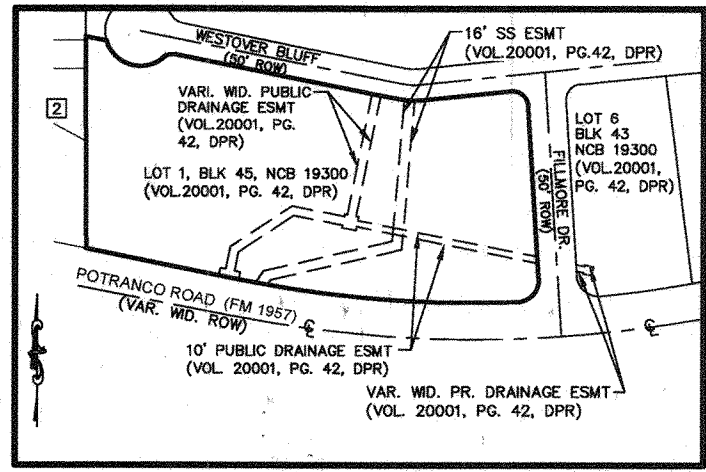 WESTOVER BLUFF
(50' ROW)
16' SS ESMT
(VOL.20001, PG.42, DPR)
2
VARI. WID. PUBLIC
DRAINAGE ESMT
(VOL.20001, PG.
42, DPR)
LOT 1, BLK 45, NCB 19300
(VOL.20001, PG. 42, DPR)
LOT 6
BLK 43
NCB 19300
(VOL.20001,
PG. 42, DPR)
FILLMORE DR.
(50' ROW)
POTRANCO ROAD (FM 1957)
(VAR. WID. ROW)
℄
℄
10' PUBLIC DRAINAGE ESMT
(VOL. 20001, PG. 42, DPR)
VAR. WID. PR. DRAINAGE ESMT
(VOL. 20001, PG. 42, DPR)